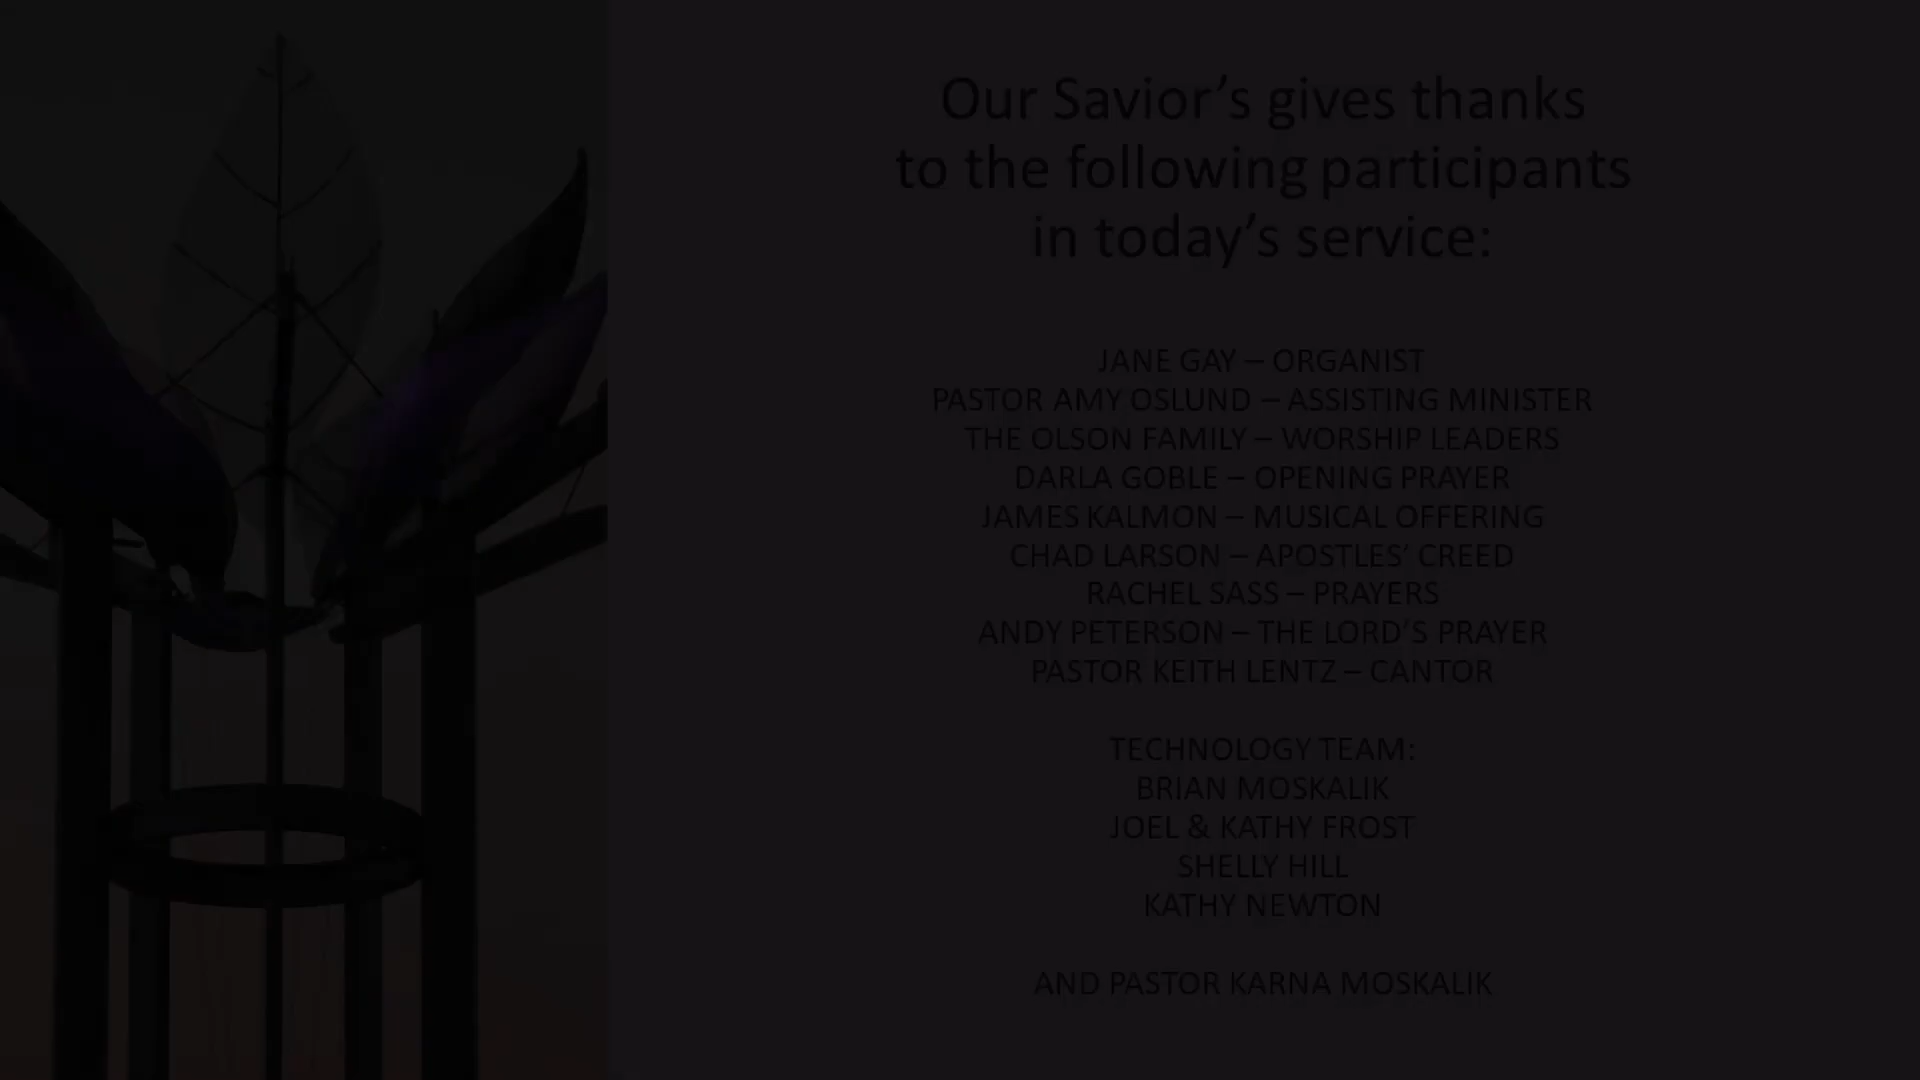 Our Savior’s gives thanks
to the following participants
in today’s service:
JANE GAY – ORGANIST
PASTOR AMY OSLUND – ASSISTING MINISTER
THE OLSON FAMILY – WORSHIP LEADERS
DARLA GOBLE – OPENING PRAYER
JAMES KALMON – MUSICAL OFFERING
CHAD LARSON – APOSTLES’ CREED
RACHEL SASS – PRAYERS
ANDY PETERSON – THE LORD’S PRAYER
PASTOR KEITH LENTZ – CANTOR
TECHNOLOGY TEAM:
BRIAN MOSKALIK
JOEL & KATHY FROST
SHELLY HILL
KATHY NEWTON
AND PASTOR KARNA MOSKALIK